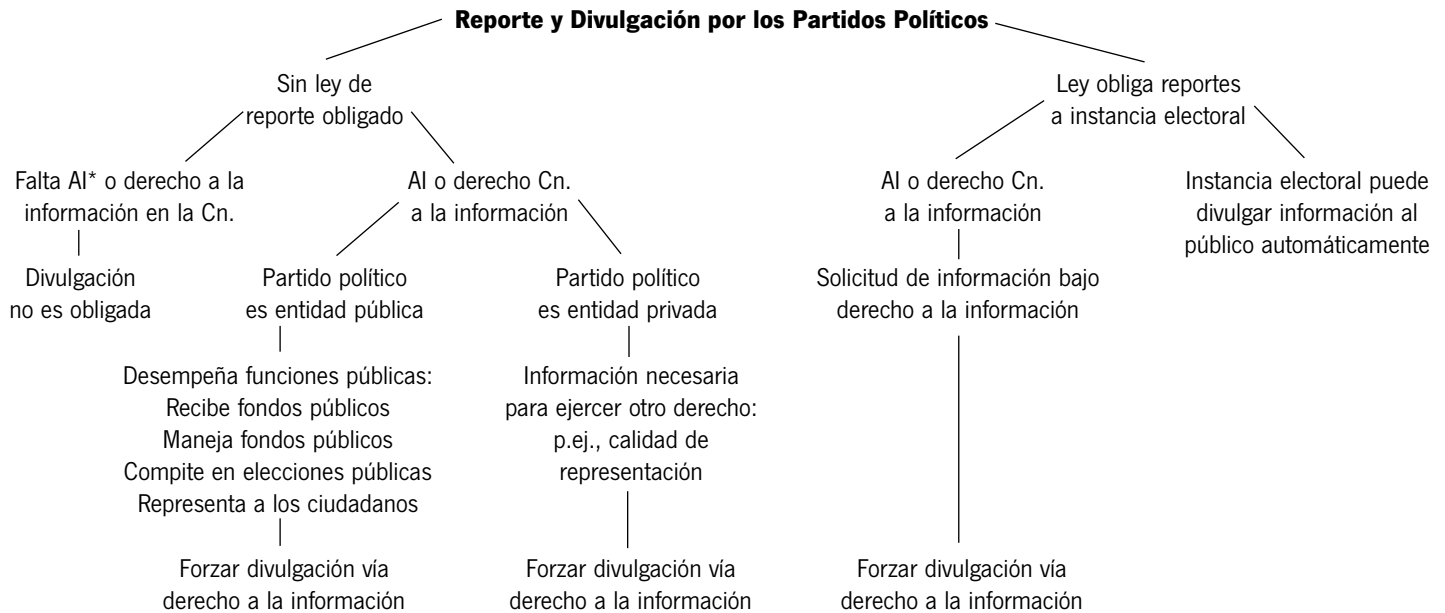 Reporte y Divulgación por los Partidos Políticos
Sin ley de
reporte obligado
Ley obliga reportes
a instancia electoral
Falta AI* o derecho a la
información en la Cn.
AI o derecho Cn.
a la información
AI o derecho Cn.
a la información
Instancia electoral puede
divulgar información al
público automáticamente
Divulgación
no es obligada
Partido político
es entidad pública
Partido político
es entidad privada
Solicitud de información bajo
derecho a la información
Desempeña funciones públicas:
Recibe fondos públicos
Maneja fondos públicos
Compite en elecciones públicas
Representa a los ciudadanos
Información necesaria
para ejercer otro derecho:
p.ej., calidad de
representación
Forzar divulgación vía
derecho a la información
Forzar divulgación vía
derecho a la información
Forzar divulgación vía
derecho a la información